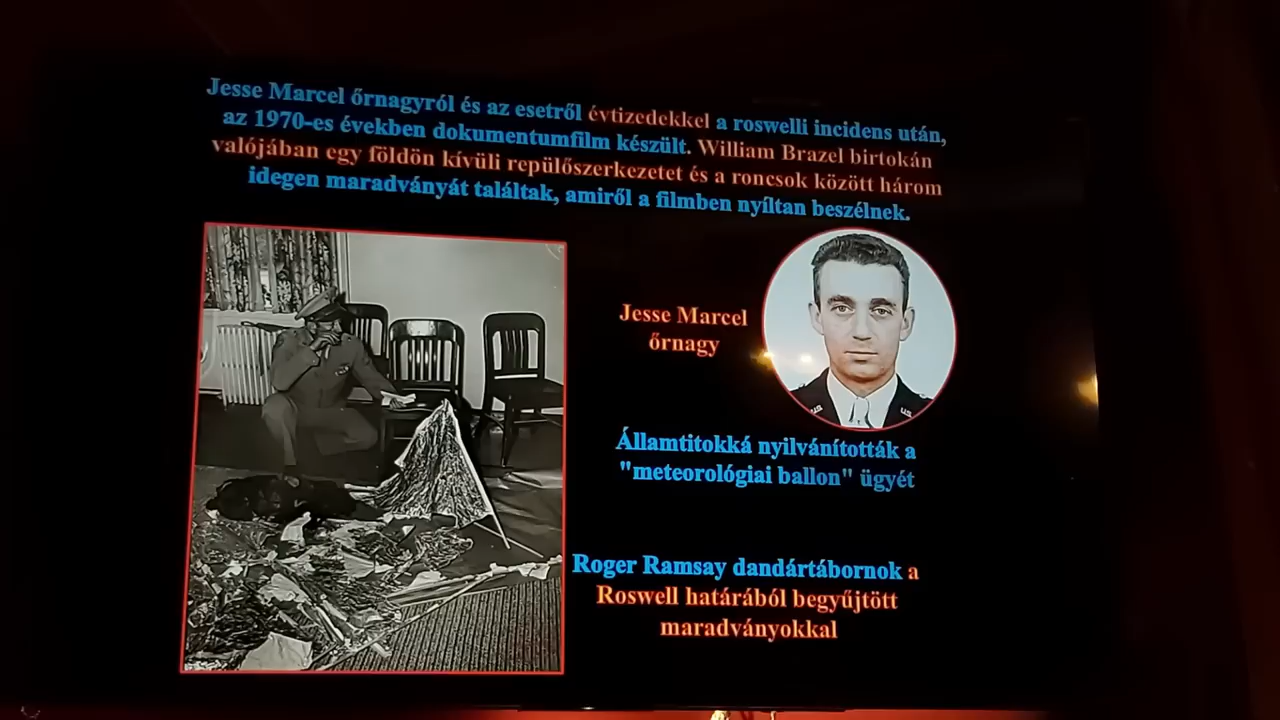 Jesse Marcel őrnagyról és az esetről évtizedekkel a roswelli incidens után,
az 1970-es években dokumentumfilm készült. William Brazel birtokán
valójában egy földön kívüli repülőszerkezetet és a roncsok között három
idegen maradványát találtak, amiről a filmben nyíltan beszélnek.
Jesse Marcel
őrnagy
Államtitokká nyilvánították a
"meteorológiai ballon" ügyét
Roger Ramsay dandártábornok a
Roswell határából begyűjtött
maradványokkal